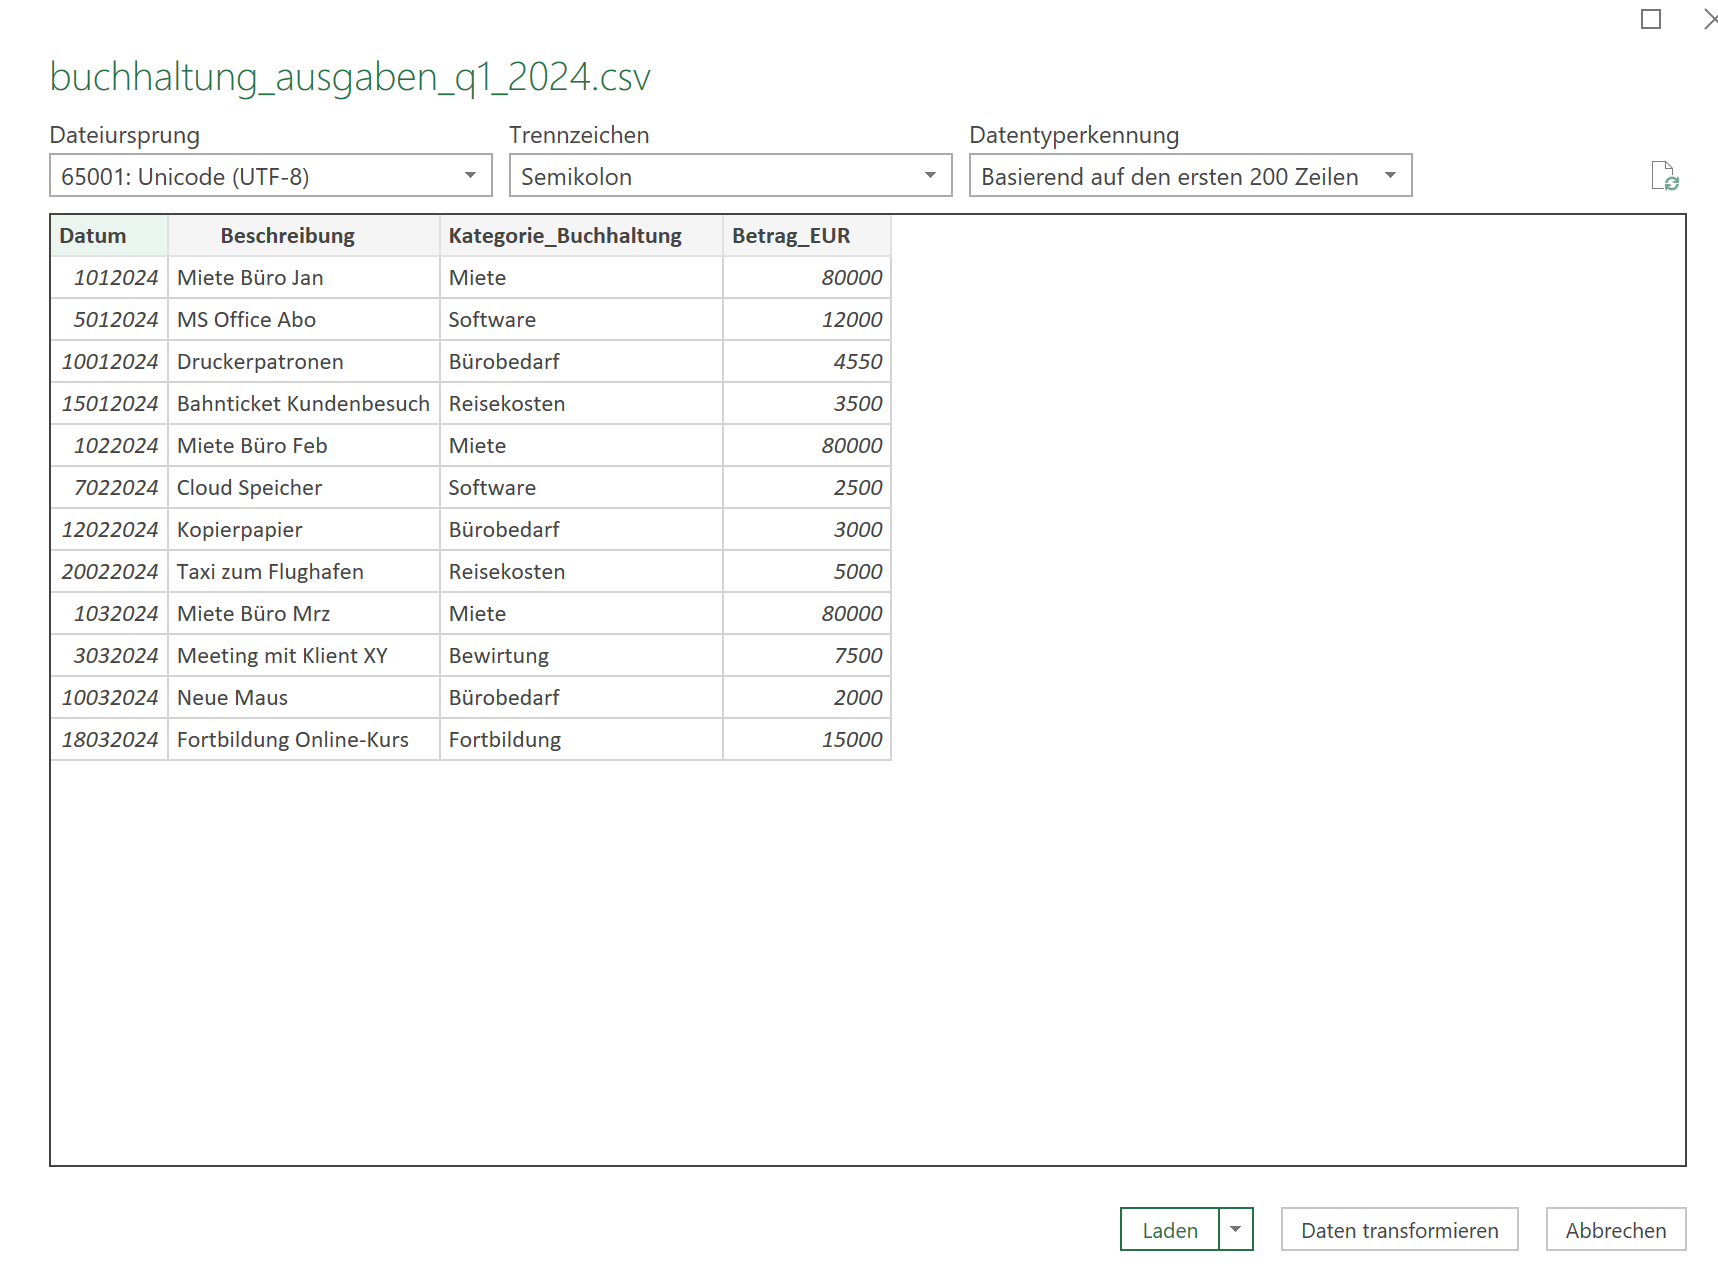 buchhaltung_ausgaben_q1_2024.csv
Dateiursprung Trennzeichen Datentyperkennung
65001: Unicode (UTF-8) Semikolon Basierend auf den ersten 200 Zeilen
Datum Beschreibung Kategorie_Buchhaltung Betrag_EUR
1012024 Miete Büro Jan Miete 80000
5012024 MS Office Abo Software 12000
10012024 Druckerpatronen Bürobedarf 4550
15012024 Bahnticket Kundenbesuch Reisekosten 3500
1022024 Miete Büro Feb Miete 80000
7022024 Cloud Speicher Software 2500
12022024 Kopierpapier Bürobedarf 3000
20022024 Taxi zum Flughafen Reisekosten 5000
1032024 Miete Büro Mrz Miete 80000
3032024 Meeting mit Klient XY Bewirtung 7500
10032024 Neue Maus Bürobedarf 2000
18032024 Fortbildung Online-Kurs Fortbildung 15000
Laden Daten transformieren Abbrechen